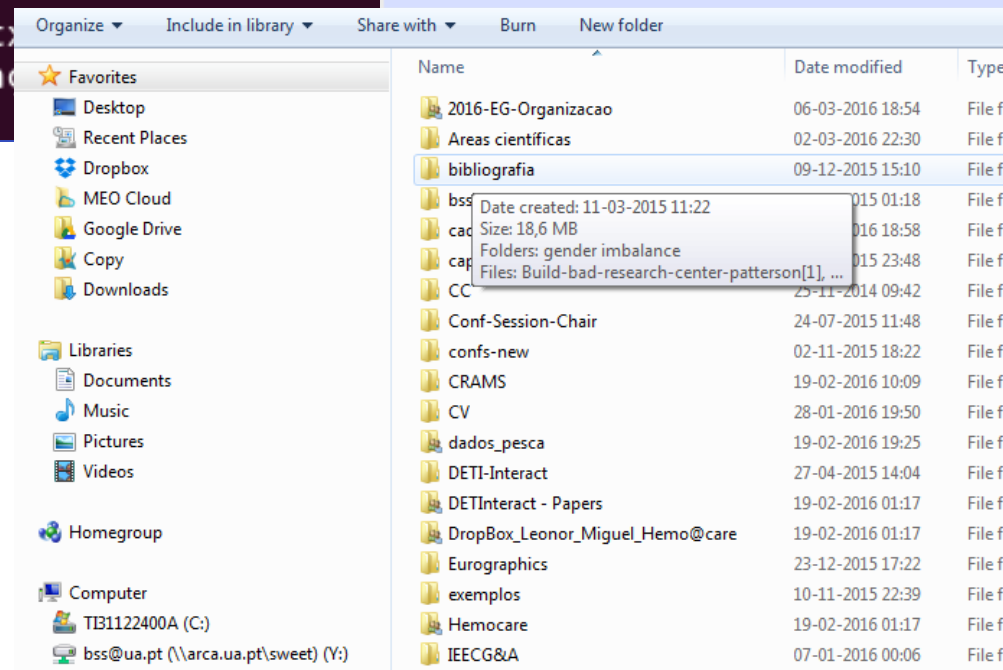 Organize Include in library Share with Burn New folder
Name Date modified Type
Favorites
Desktop
Recent Places
Dropbox
MEO Cloud
Google Drive
Copy
Downloads
Libraries
Documents
Music
Pictures
Videos
Homegroup
Computer
TI31122400A (C:)
bss@ua.pt (\\arca.ua.pt\sweet) (Y:)
2016-EG-Organizacao 06-03-2016 18:54 File f
Areas científicas 02-03-2016 22:30 File f
bibliografia 09-12-2015 15:10 File f
bss 015 01:18 File f
016 18:58 File f
cap 015 23:48 File f
CC 25-11-2014 09:42 File f
Date created: 11-03-2015 11:22
Size: 18,6 MB
Folders: gender imbalance
Files: Build-bad-research-center-patterson[1], ...
Conf-Session-Chair 24-07-2015 11:48 File f
confs-new 02-11-2015 18:22 File f
CRAMS 19-02-2016 10:09 File f
CV 28-01-2016 19:50 File f
dados_pesca 19-02-2016 19:25 File f
DETI-Interact 27-04-2015 14:04 File f
DETInteract - Papers 19-02-2016 01:17 File f
DropBox_Leonor_Miguel_Hemo@care 19-02-2016 01:17 File f
Eurographics 23-12-2015 17:22 File f
exemplos 10-11-2015 22:39 File f
Hemocare 19-02-2016 01:17 File f
IEECG&A 07-01-2016 00:06 File f